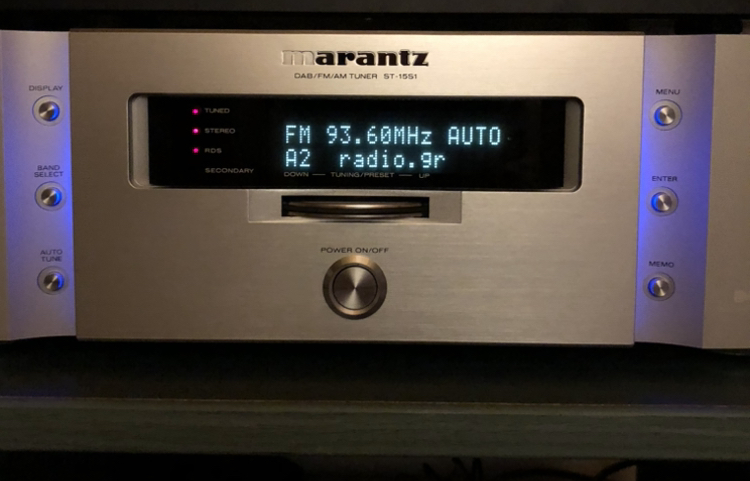 marantz
DAB/FM/AM TUNER ST-15S1
DISPLAY
BAND
SELECT
AUTO
TUNE
TUNED
STEREO
RDS
SECONDARY
FM 93.60MHz AUTO
A2 radio.gr
DOWN — TUNING/PRESET — UP
POWER ON/OFF
MENU
ENTER
MEMO